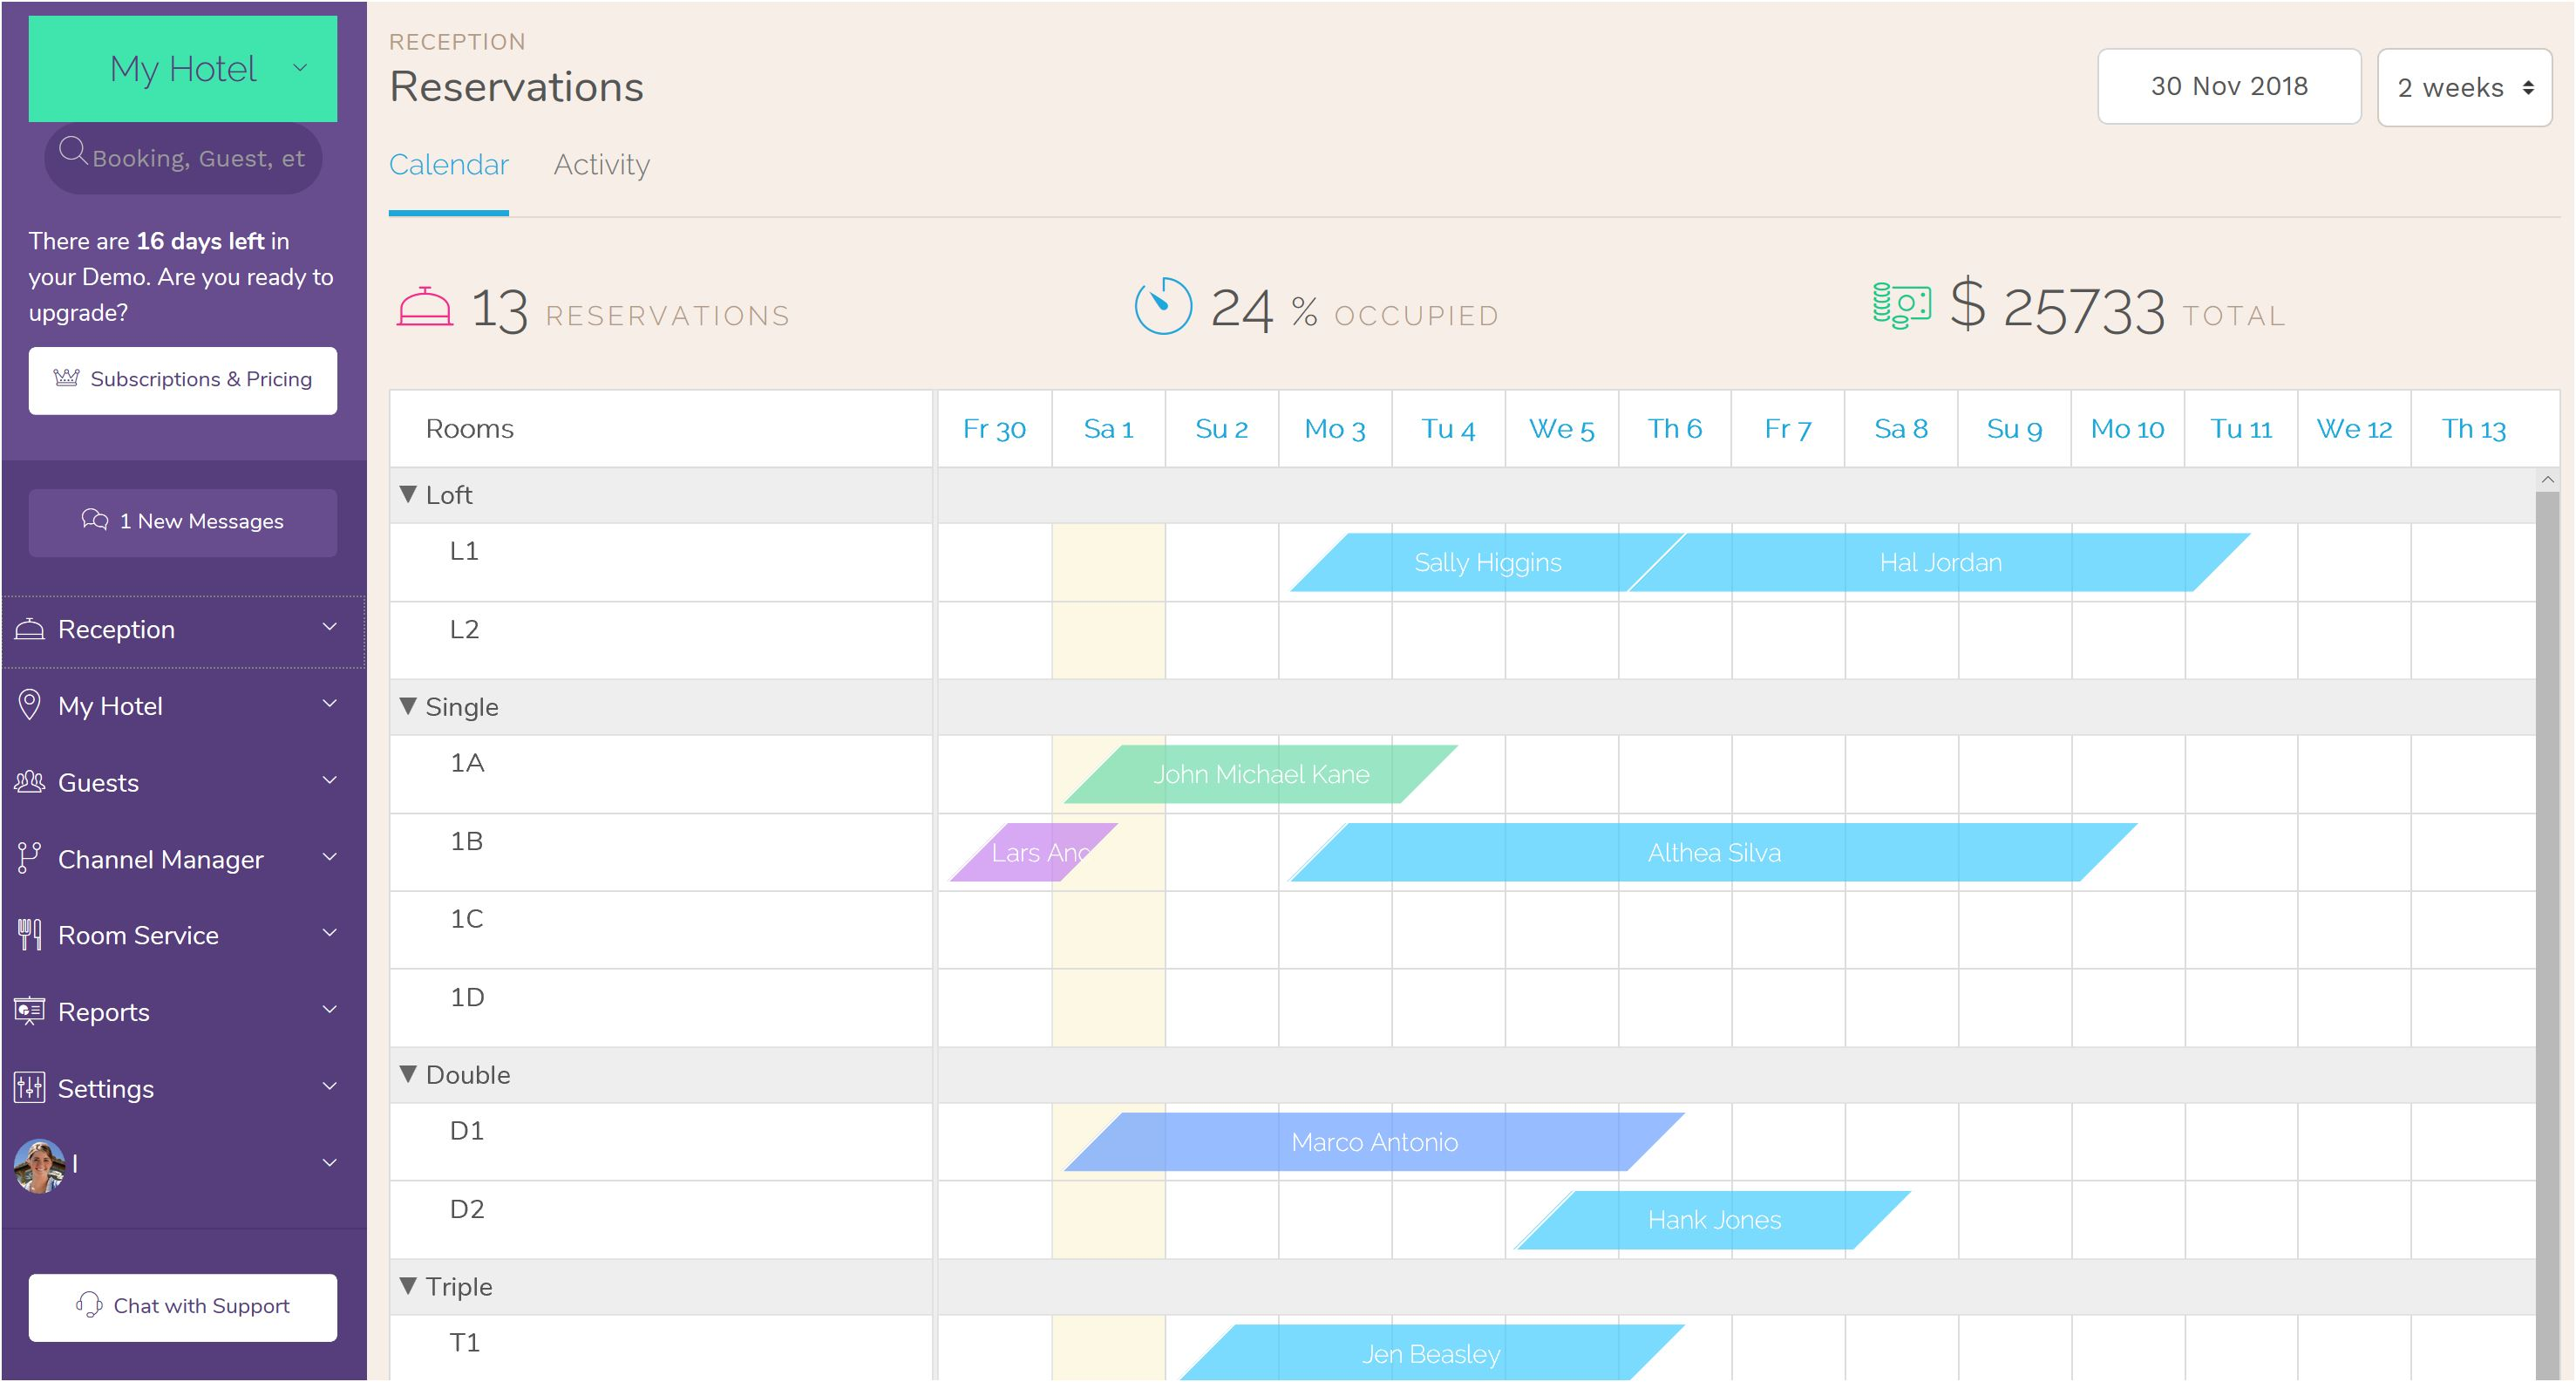 My Hotel
Booking, Guest, et
There are 16 days left in
your Demo. Are you ready to
upgrade?
Subscriptions & Pricing
1 New Messages
Reception
My Hotel
Guests
Channel Manager
Room Service
Reports
Settings
I
Chat with Support
RECEPTION
Reservations
30 Nov 2018
2 weeks
Calendar Activity
13 RESERVATIONS
24 % OCCUPIED
$ 25733 TOTAL
Rooms Fr 30 Sa 1 Su 2 Mo 3 Tu 4 We 5 Th 6 Fr 7 Sa 8 Su 9 Mo 10 Tu 11 We 12 Th 13
Loft
L1 Sally Higgins Hal Jordan
L2
Single
1A John Michael Kane
1B Lars And Althea Silva
1C
1D
Double
D1 Marco Antonio
D2 Hank Jones
Triple
T1 Jen Beasley